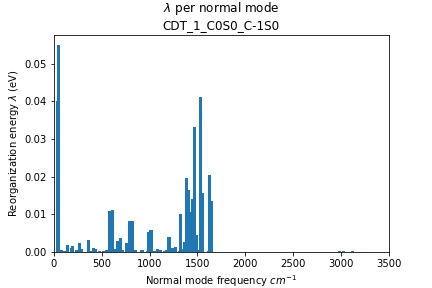 λ per normal mode
CDT_1_C0S0_C-1S0
Reorganization energy λ (eV)
0.05
0.04
0.03
0.02
0.01
0.00
0 500 1000 1500 2000 2500 3000 3500
Normal mode frequency cm⁻¹